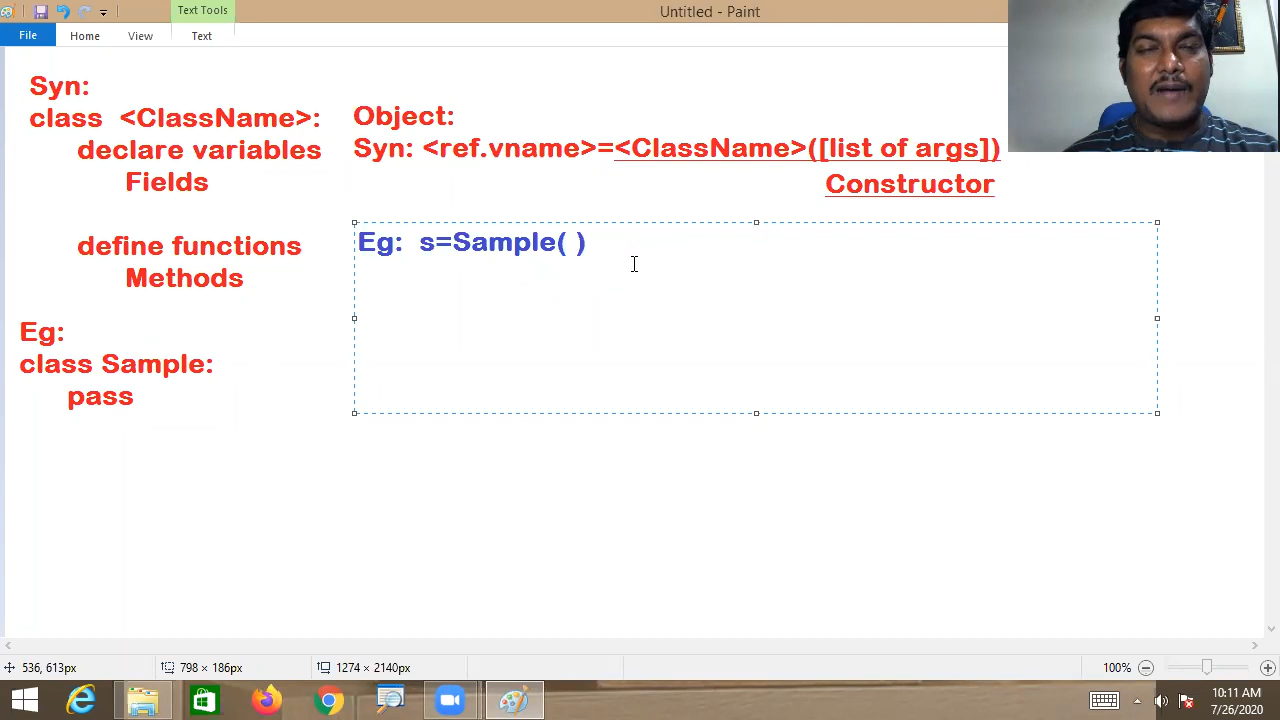 Text Tools
Untitled - Paint
File
Home
View
Text
Syn:
class <ClassName>:
declare variables
Fields
define functions
Methods
Eg:
class Sample:
pass
Object:
Syn: <ref.vname>=<ClassName>([list of args])
Constructor
Eg: s=Sample( )
536, 613px
798 × 186px
1274 × 2140px
100%
10:11 AM
7/26/2020